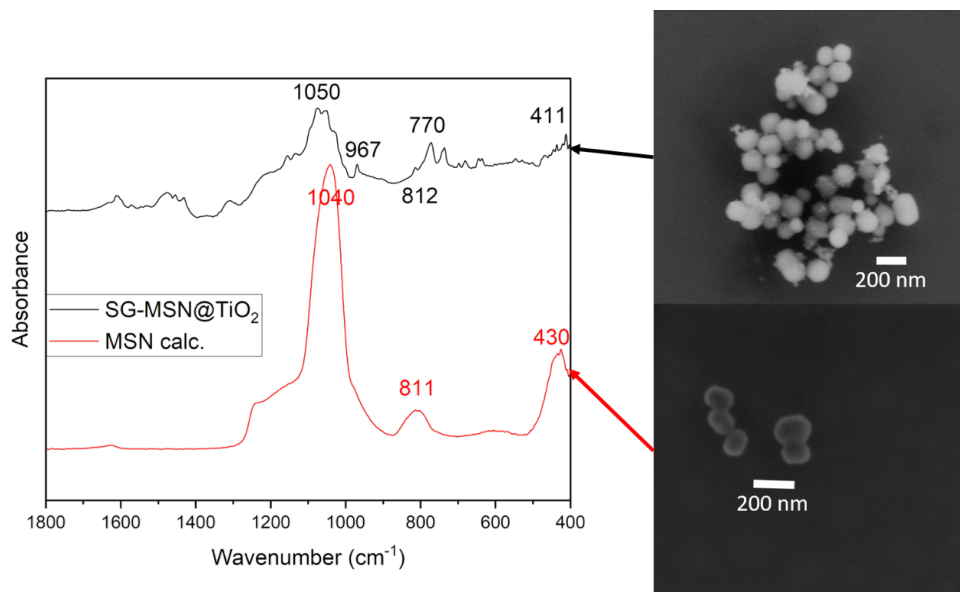 1050
967
770
812
411
1040
811
430
SG-MSN@TiO₂
MSN calc.
Absorbance
1800 1600 1400 1200 1000 800 600 400
Wavenumber (cm⁻¹)
200 nm
200 nm